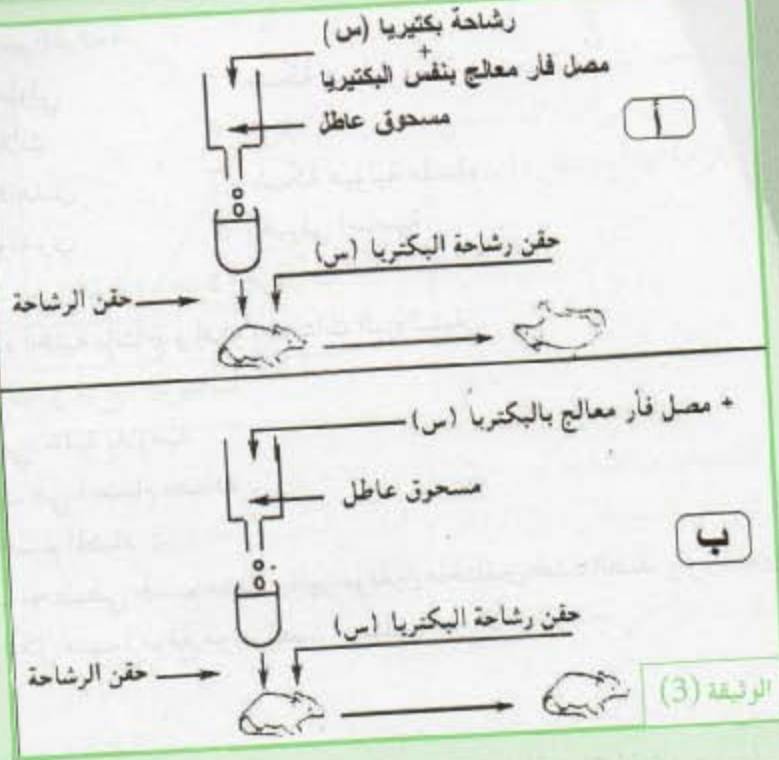 رشاحة بكتيريا (س)
+
مصل فأر معالج بنفس البكتيريا
مسحوق عاطل
أ
حقن رشاحة البكتريا (س)
حقن الرشاحة
+ مصل فأر معالج بالبكتريا (س)
مسحوق عاطل
ب
حقن رشاحة البكتريا (س)
حقن الرشاحة
الوثيقة (3)